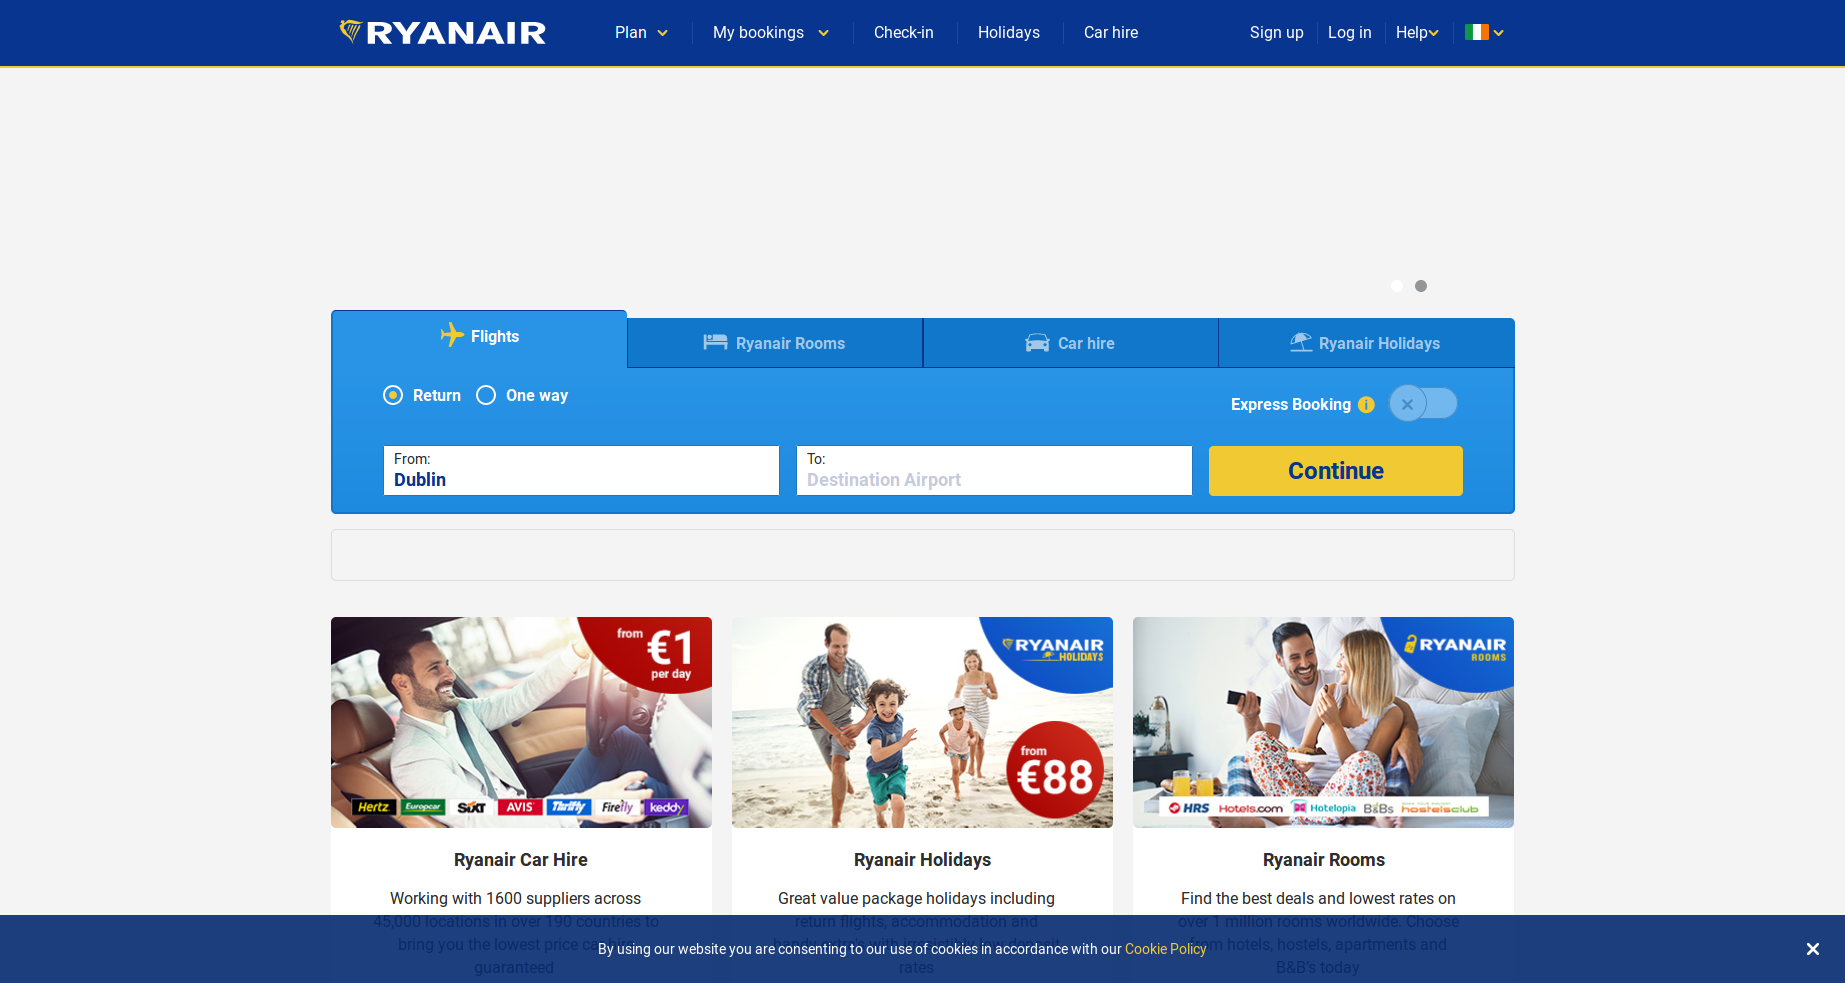 RYANAIR
Plan
My bookings
Check-in
Holidays
Car hire
Sign up
Log in
Help
Flights
Ryanair Rooms
Car hire
Ryanair Holidays
Return
One way
Express Booking
i
From:
Dublin
To:
Destination Airport
Continue
from
€1
per day
Hertz
Europcar
SiXT
AVIS
Thrifty
Firefly
keddy
RYANAIR
HOLIDAYS
from
€88
RYANAIR
ROOMS
HRS
Hotels.com
Hotelopia
B&Bs
hostelsclub
Ryanair Car Hire
Working with 1600 suppliers across
45,000 locations in over 190 countries to
bring you the lowest price car hire
guaranteed
Ryanair Holidays
Great value package holidays including
return flights, accommodation and
rates
Ryanair Rooms
Find the best deals and lowest rates on
over 1 million rooms worldwide. Choose
from hotels, hostels, apartments and
B&B's today
By using our website you are consenting to our use of cookies in accordance with our Cookie Policy